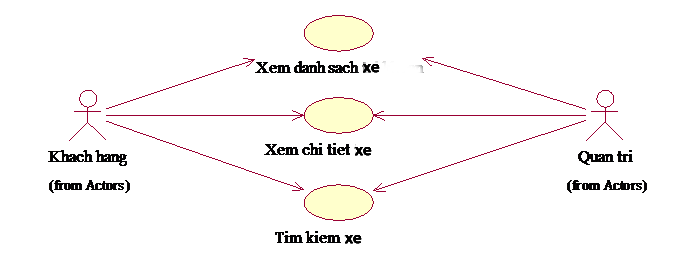 Xem danh sach xe
Xem chi tiet xe
Khach hang
(from Actors)
Quan tri
(from Actors)
Tim kiem xe